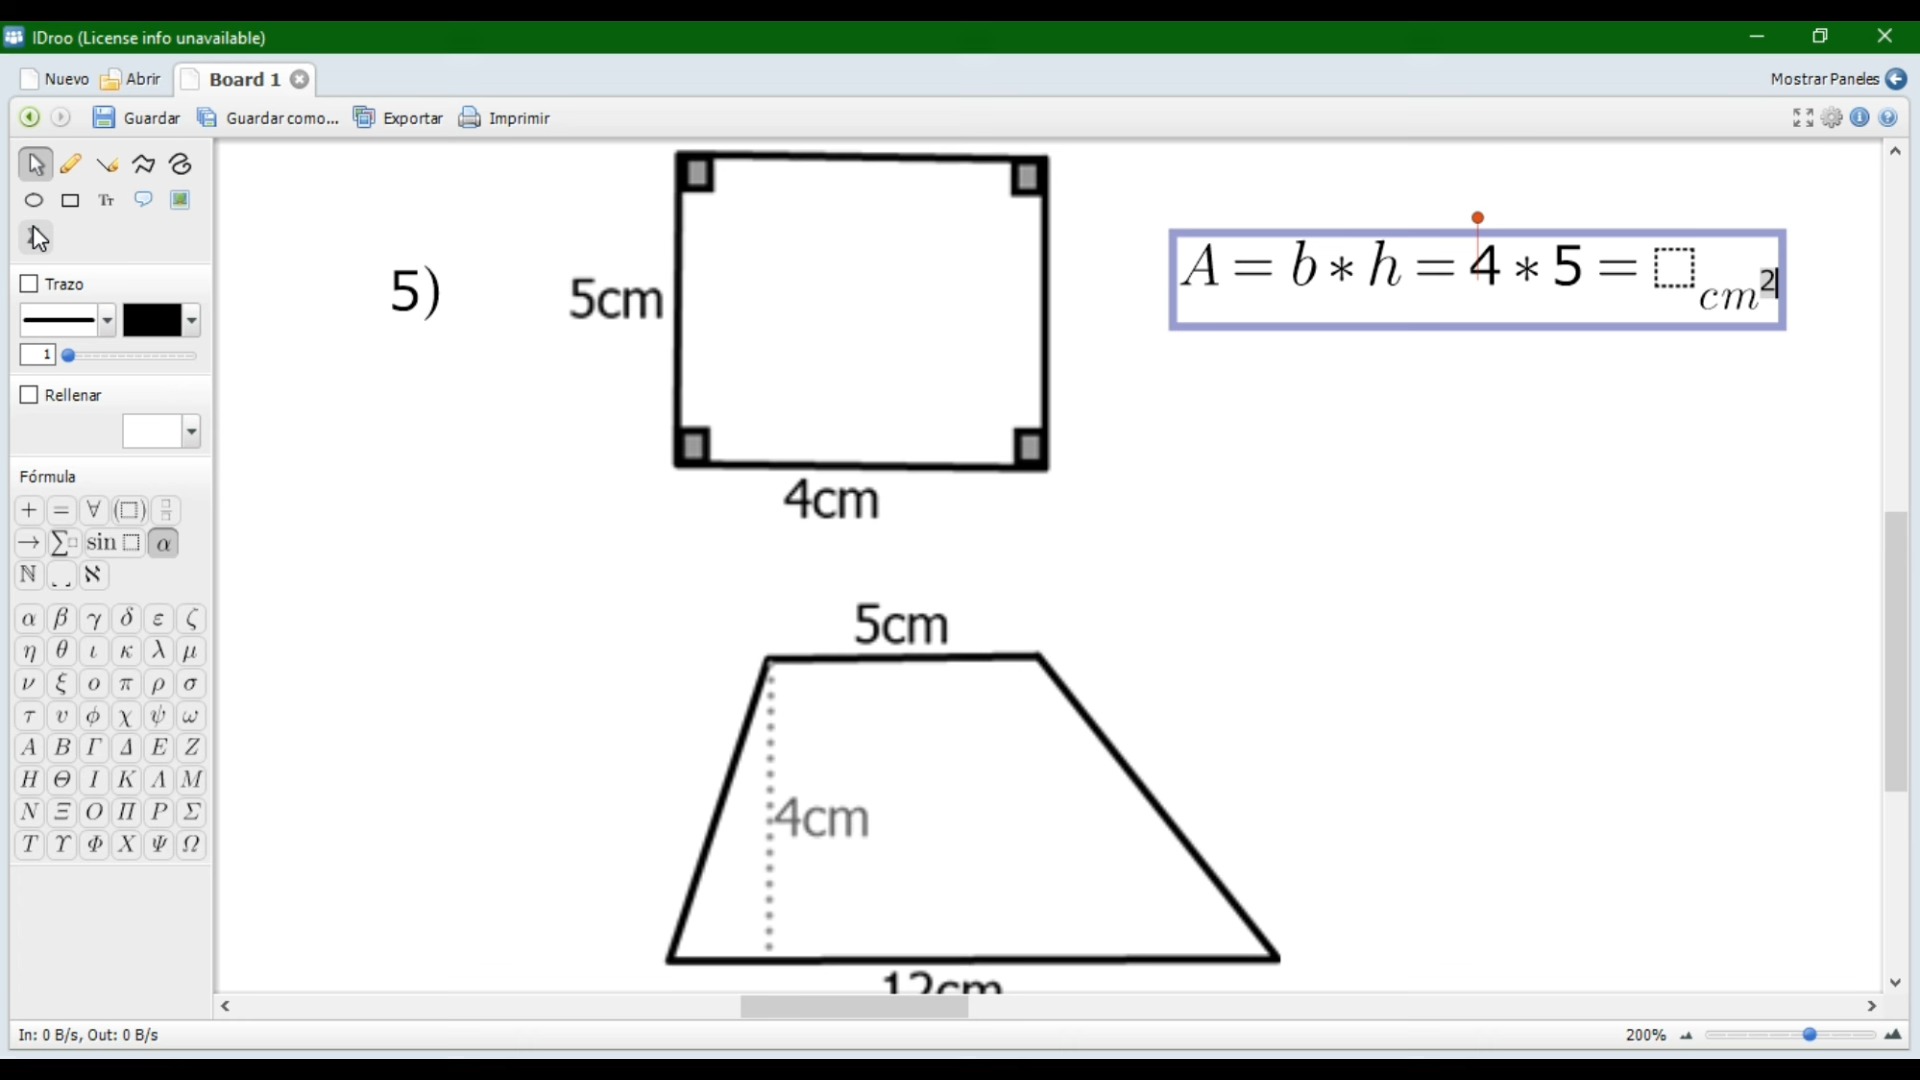 IDroo (License info unavailable)
Nuevo Abrir Board 1 Mostrar Paneles
Guardar Guardar como... Exportar Imprimir
Tт
Trazo
1
Rellenar
Fórmula
+ = ∀ (□) □/□
→ ∑□ sin □ α
ℕ ℵ
α β γ δ ε ζ
η θ ι κ λ μ
ν ξ ο π ρ σ
τ υ ϕ χ ψ ω
Α Β Γ Δ Ε Ζ
Η Θ Ι Κ Λ Μ
Ν Ξ Ο Π Ρ Σ
Τ ϒ Φ Χ Ψ Ω
5)
5cm
4cm
A = b * h = 4 * 5 = □ cm²
5cm
4cm
12cm
In: 0 B/s, Out: 0 B/s
200%